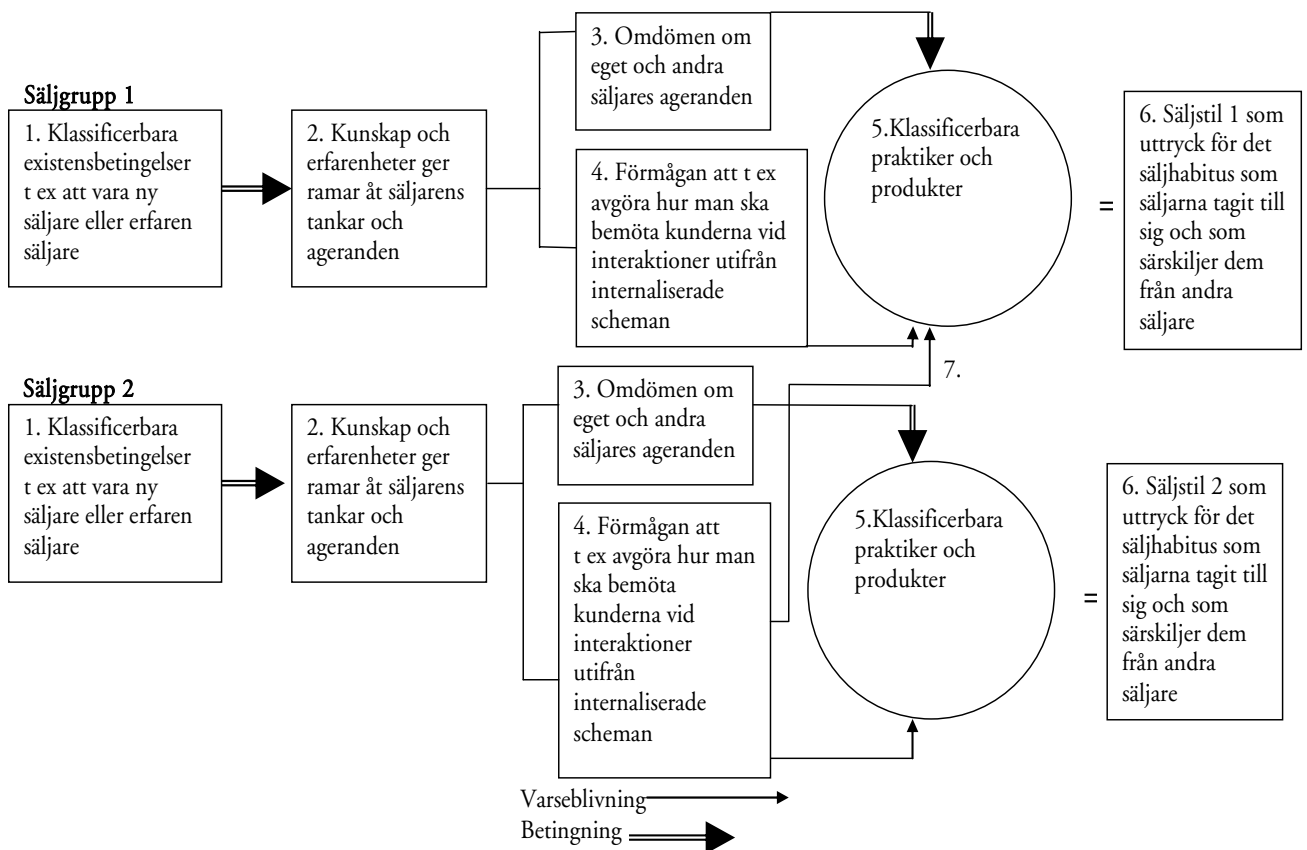 Säljgrupp 1
1. Klassificerbara
existensbetingelser
t ex att vara ny
säljare eller erfaren
säljare
2. Kunskap och
erfarenheter ger
ramar åt säljarens
tankar och
ageranden
3. Omdömen om
eget och andra
säljares ageranden
4. Förmågan att t ex
avgöra hur man ska
bemöta kunderna vid
interaktioner utifrån
internaliserade
scheman
5.Klassificerbara
praktiker och
produkter
=
6. Säljstil 1 som
uttryck för det
säljhabitus som
säljarna tagit till
sig och som
särskiljer dem
från andra
säljare
7.
Säljgrupp 2
1. Klassificerbara
existensbetingelser
t ex att vara ny
säljare eller erfaren
säljare
2. Kunskap och
erfarenheter ger
ramar åt säljarens
tankar och
ageranden
3. Omdömen om
eget och andra
säljares ageranden
4. Förmågan att
t ex avgöra hur man
ska bemöta
kunderna vid
interaktioner
utifrån
internaliserade
scheman
5.Klassificerbara
praktiker och
produkter
=
6. Säljstil 2 som
uttryck för det
säljhabitus som
säljarna tagit till
sig och som
särskiljer dem
från andra
säljare
Varseblivning
Betingning